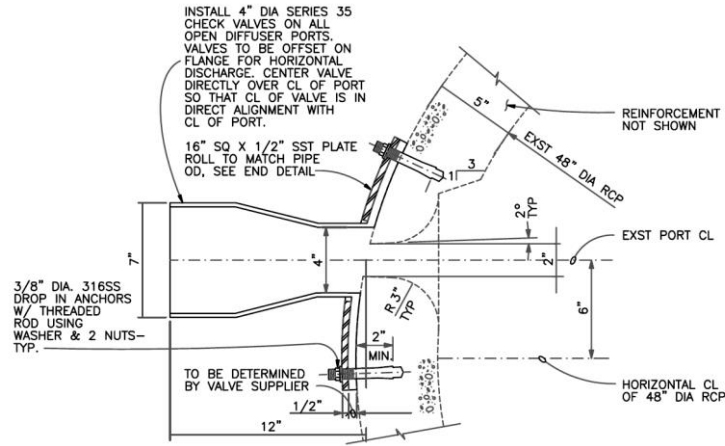 INSTALL 4" DIA SERIES 35
CHECK VALVES ON ALL
OPEN DIFFUSER PORTS.
VALVES TO BE OFFSET ON
FLANGE FOR HORIZONTAL
DISCHARGE. CENTER VALVE
DIRECTLY OVER CL OF PORT
SO THAT CL OF VALVE IS IN
DIRECT ALIGNMENT WITH
CL OF PORT.
16" SQ X 1/2" SST PLATE
ROLL TO MATCH PIPE
OD, SEE END DETAIL
5"
REINFORCEMENT
NOT SHOWN
EXST 48" DIA RCP
1
3
2° TYP
EXST PORT CL
7"
4"
2"
6"
3/8" DIA. 316SS
DROP IN ANCHORS
W/ THREADED
ROD USING
WASHER & 2 NUTS-
TYP.
R.3"
TYP
2"
MIN.
TO BE DETERMINED
BY VALVE SUPPLIER
HORIZONTAL CL
OF 48" DIA RCP
1/2"
12"